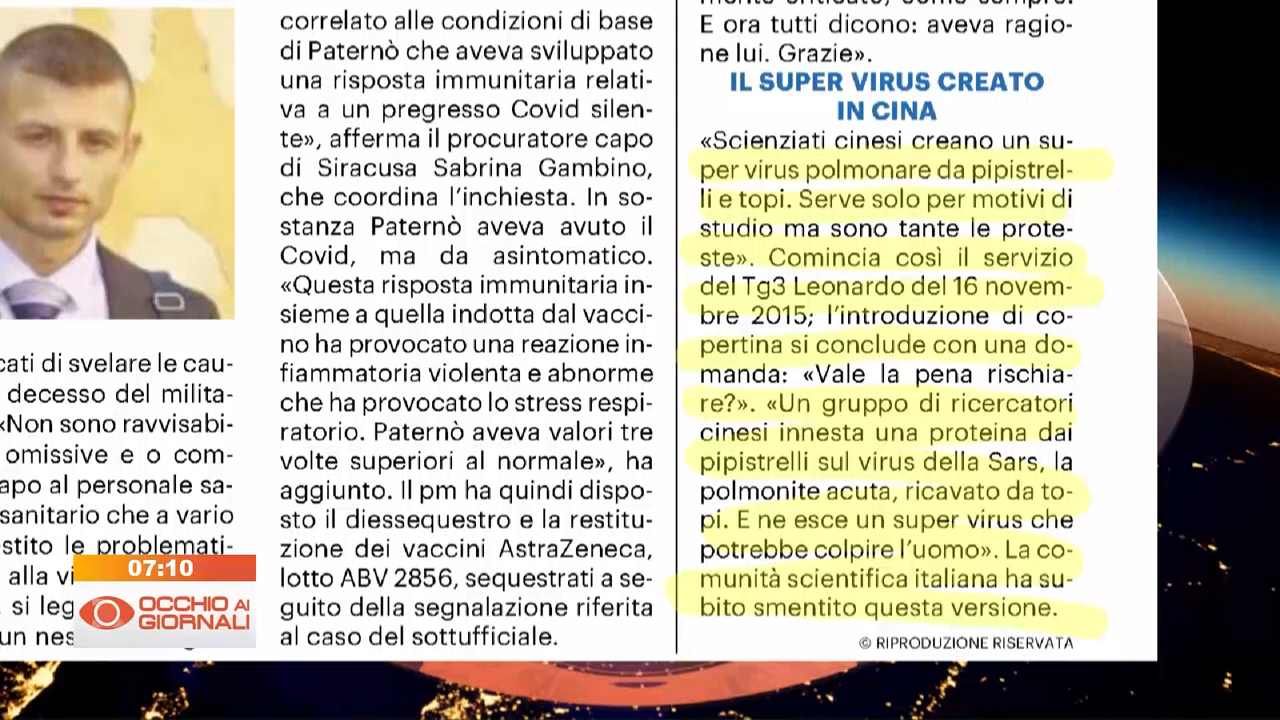 cati di svelare le cau-
decesso del milita-
«Non sono ravvisabi-
omissive e o com-
apo al personale sa-
sanitario che a vario
estito le problemati-
alla vi
si leg
un nes
correlato alle condizioni di base
di Paternò che aveva sviluppato
una risposta immunitaria relati-
va a un pregresso Covid silen-
te», afferma il procuratore capo
di Siracusa Sabrina Gambino,
che coordina l'inchiesta. In so-
stanza Paternò aveva avuto il
Covid, ma da asintomatico.
«Questa risposta immunitaria in-
sieme a quella indotta dal vacci-
no ha provocato una reazione in-
fiammatoria violenta e abnorme
che ha provocato lo stress respi-
ratorio. Paternò aveva valori tre
volte superiori al normale», ha
aggiunto. Il pm ha quindi dispo-
sto il diessequestro e la restitu-
zione dei vaccini AstraZeneca,
lotto ABV 2856, sequestrati a se-
guito della segnalazione riferita
al caso del sottufficiale.
E ora tutti dicono: aveva ragio-
ne lui. Grazie».
IL SUPER VIRUS CREATO
IN CINA
«Scienziati cinesi creano un su-
per virus polmonare da pipistrel-
li e topi. Serve solo per motivi di
studio ma sono tante le prote-
ste». Comincia così il servizio
del Tg3 Leonardo del 16 novem-
bre 2015; l'introduzione di co-
pertina si conclude con una do-
manda: «Vale la pena rischia-
re?». «Un gruppo di ricercatori
cinesi innesta una proteina dai
pipistrelli sul virus della Sars, la
polmonite acuta, ricavato da to-
pi. E ne esce un super virus che
potrebbe colpire l'uomo». La co-
munità scientifica italiana ha su-
bito smentito questa versione.
© RIPRODUZIONE RISERVATA
07:10
OCCHIO AI
GIORNALI